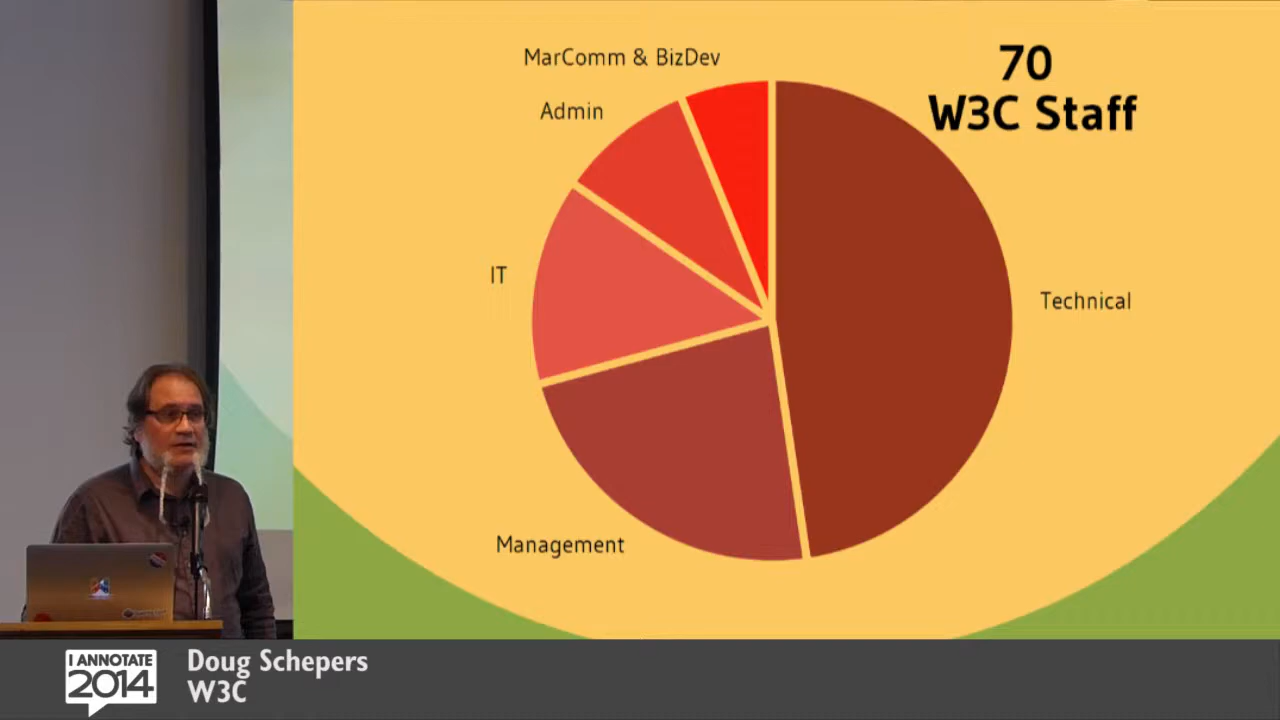 MarComm & BizDev
70
W3C Staff
Admin
IT
Technical
Management
I ANNOTATE
2014
Doug Schepers
W3C